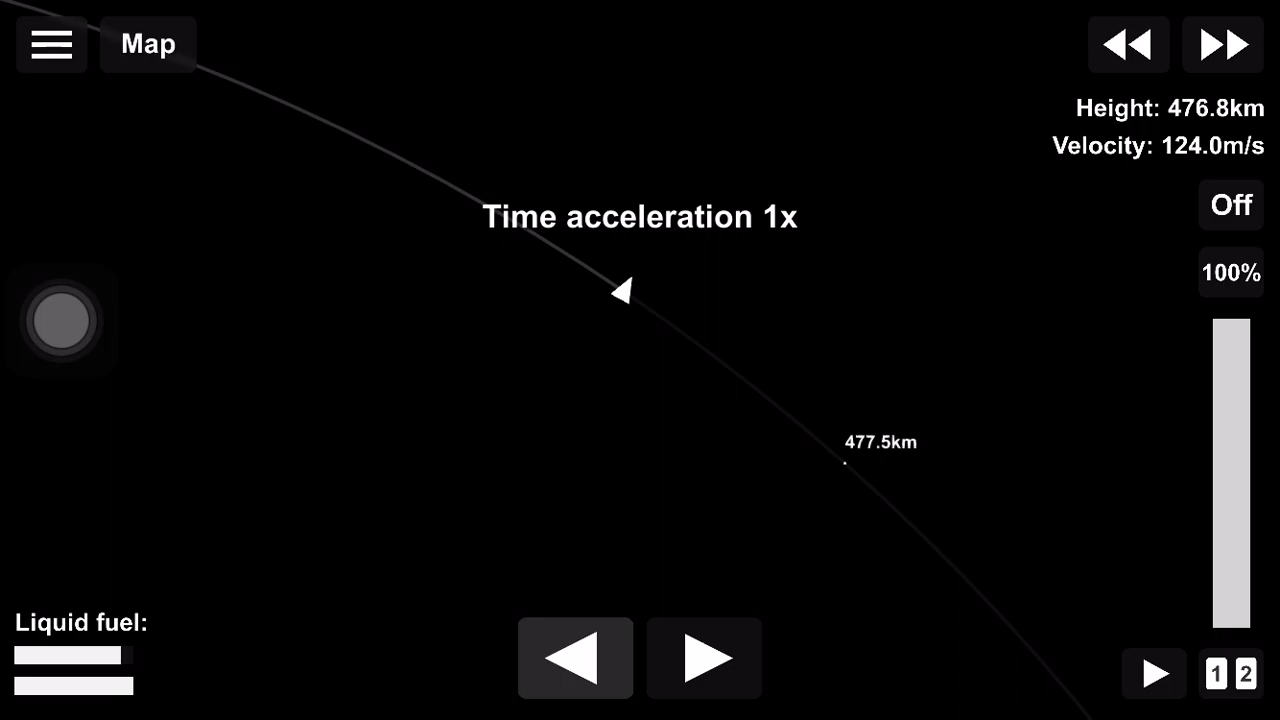 Map
Height: 476.8km
Velocity: 124.0m/s
Off
Time acceleration 1x
100%
477.5km
Liquid fuel:
1 2